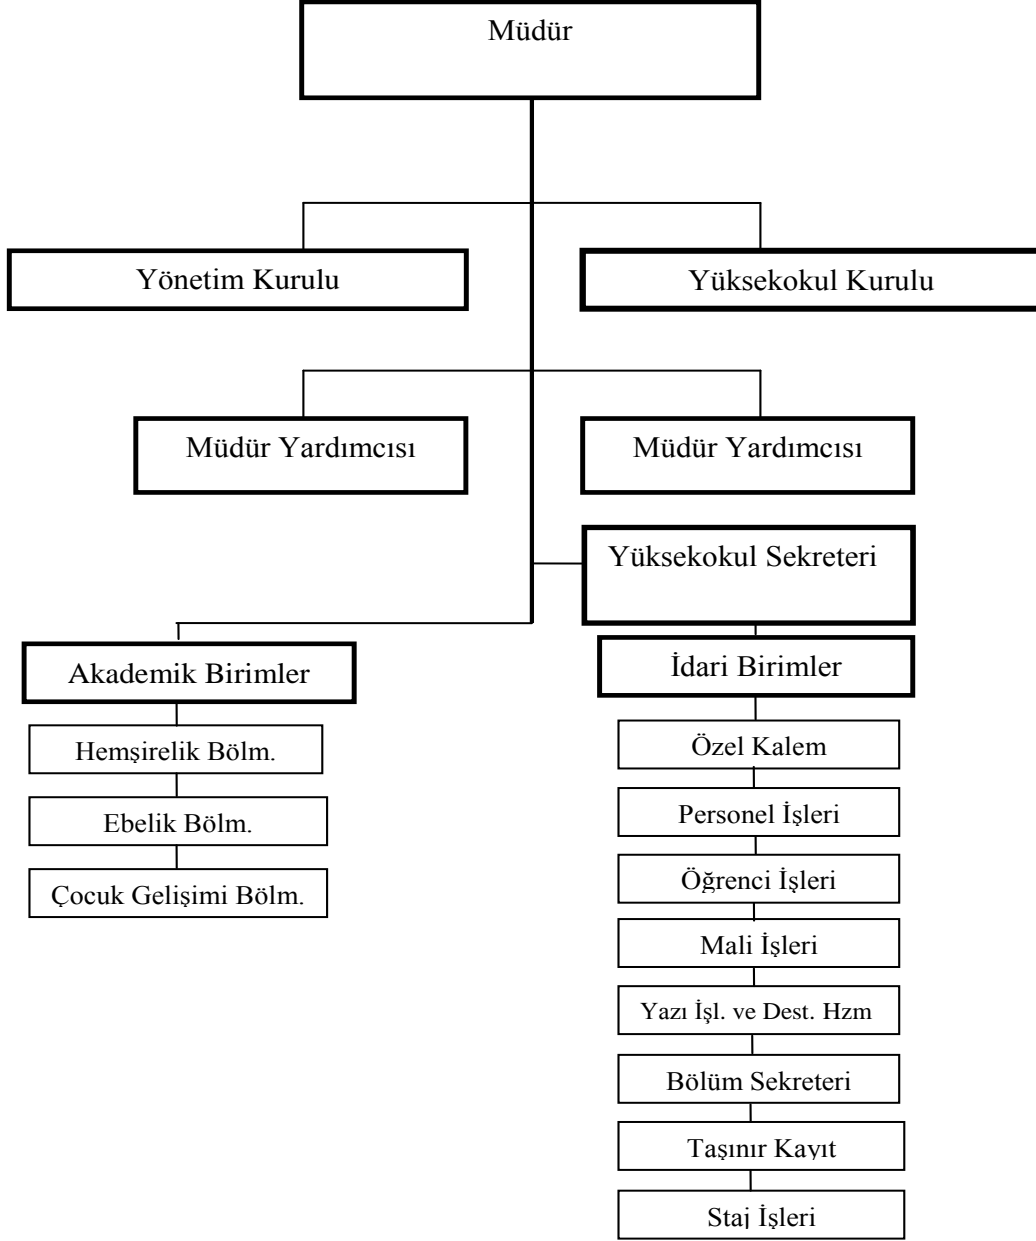 Müdür
Yönetim Kurulu
Yüksekokul Kurulu
Müdür Yardımcısı
Müdür Yardımcısı
Yüksekokul Sekreteri
Akademik Birimler
İdari Birimler
Hemşirelik Bölm.
Ebelik Bölm.
Çocuk Gelişimi Bölm.
Özel Kalem
Personel İşleri
Öğrenci İşleri
Mali İşleri
Yazı İşl. ve Dest. Hzm
Bölüm Sekreteri
Taşınır Kayıt
Staj İşleri